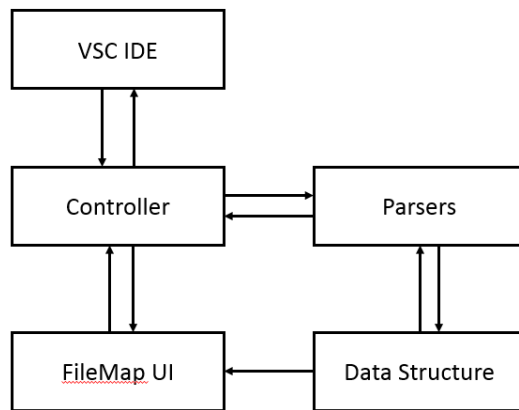 VSC IDE
Controller
Parsers
FileMap UI
Data Structure